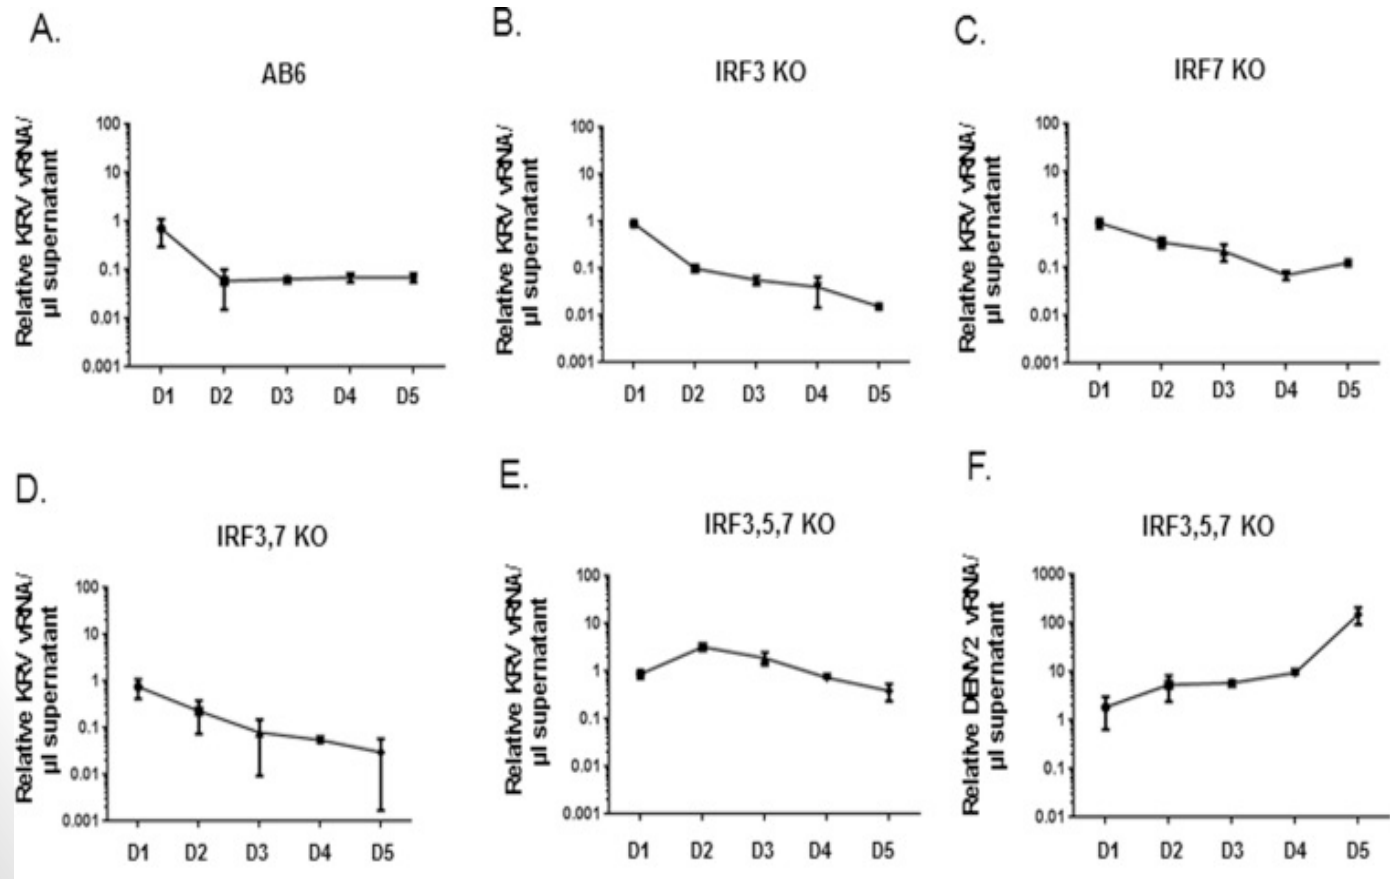 A.
AB6
Relative KRV vRNA/
µl supernatant
100
10
1
0.1
0.01
0.001
D1 D2 D3 D4 D5
B.
IRF3 KO
Relative KRV vRNA/
µl supernatant
100
10
1
0.1
0.01
0.001
D1 D2 D3 D4 D5
C.
IRF7 KO
Relative KRV vRNA/
µl supernatant
100
10
1
0.1
0.01
0.001
D1 D2 D3 D4 D5
D.
IRF3,7 KO
Relative KRV vRNA/
µl supernatant
100
10
1
0.1
0.01
0.001
D1 D2 D3 D4 D5
E.
IRF3,5,7 KO
Relative KRV vRNA/
µl supernatant
100
10
1
0.1
0.01
0.001
D1 D2 D3 D4 D5
F.
IRF3,5,7 KO
Relative DENV2 vRNA/
µl supernatant
1000
100
10
1
0.1
0.01
D1 D2 D3 D4 D5